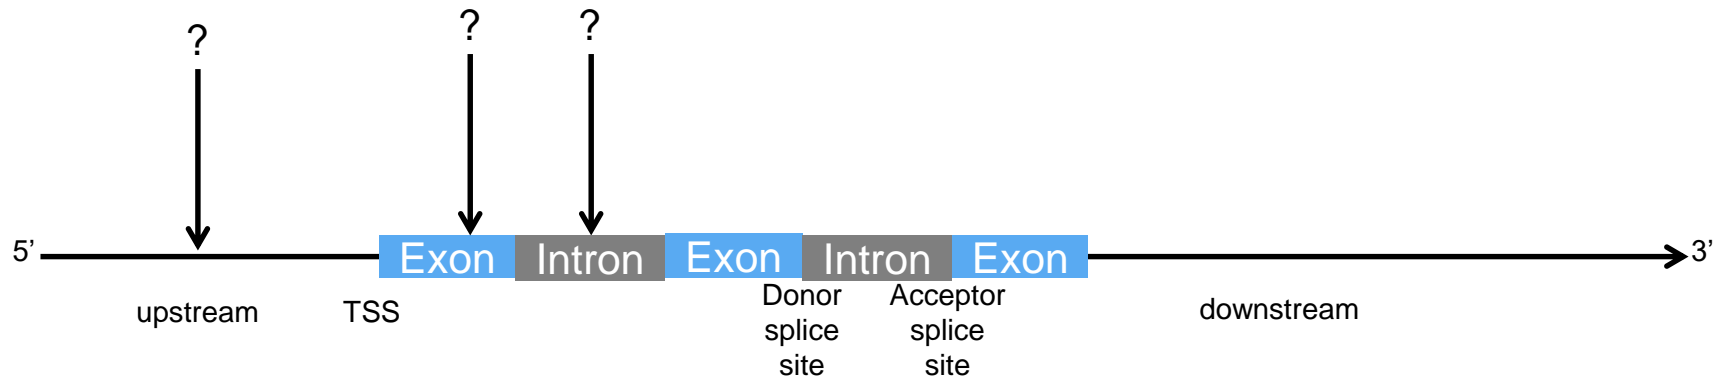 ?
?
?
5’
Exon
Intron
Exon
Intron
Exon
3’
upstream
TSS
Donor
splice
site
Acceptor
splice
site
downstream